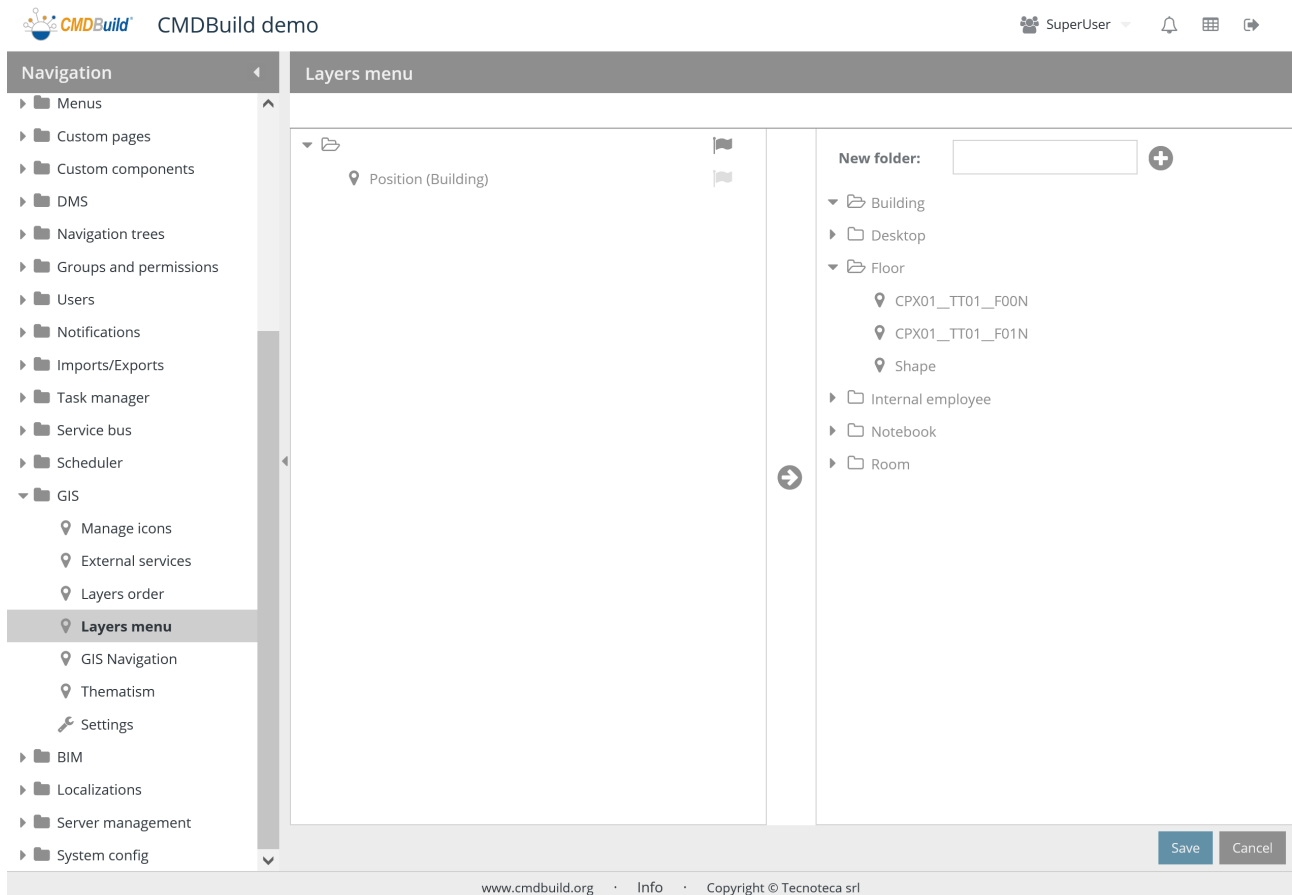 CMDBuild CMDBuild demo SuperUser
Navigation
Layers menu
Menus
Custom pages
Custom components
DMS
Navigation trees
Groups and permissions
Users
Notifications
Imports/Exports
Task manager
Service bus
Scheduler
GIS
Manage icons
External services
Layers order
Layers menu
GIS Navigation
Thematism
Settings
BIM
Localizations
Server management
System config
Position (Building)
New folder:
Building
Desktop
Floor
CPX01__TT01__F00N
CPX01__TT01__F01N
Shape
Internal employee
Notebook
Room
Save Cancel
www.cmdbuild.org · Info · Copyright © Tecnoteca srl